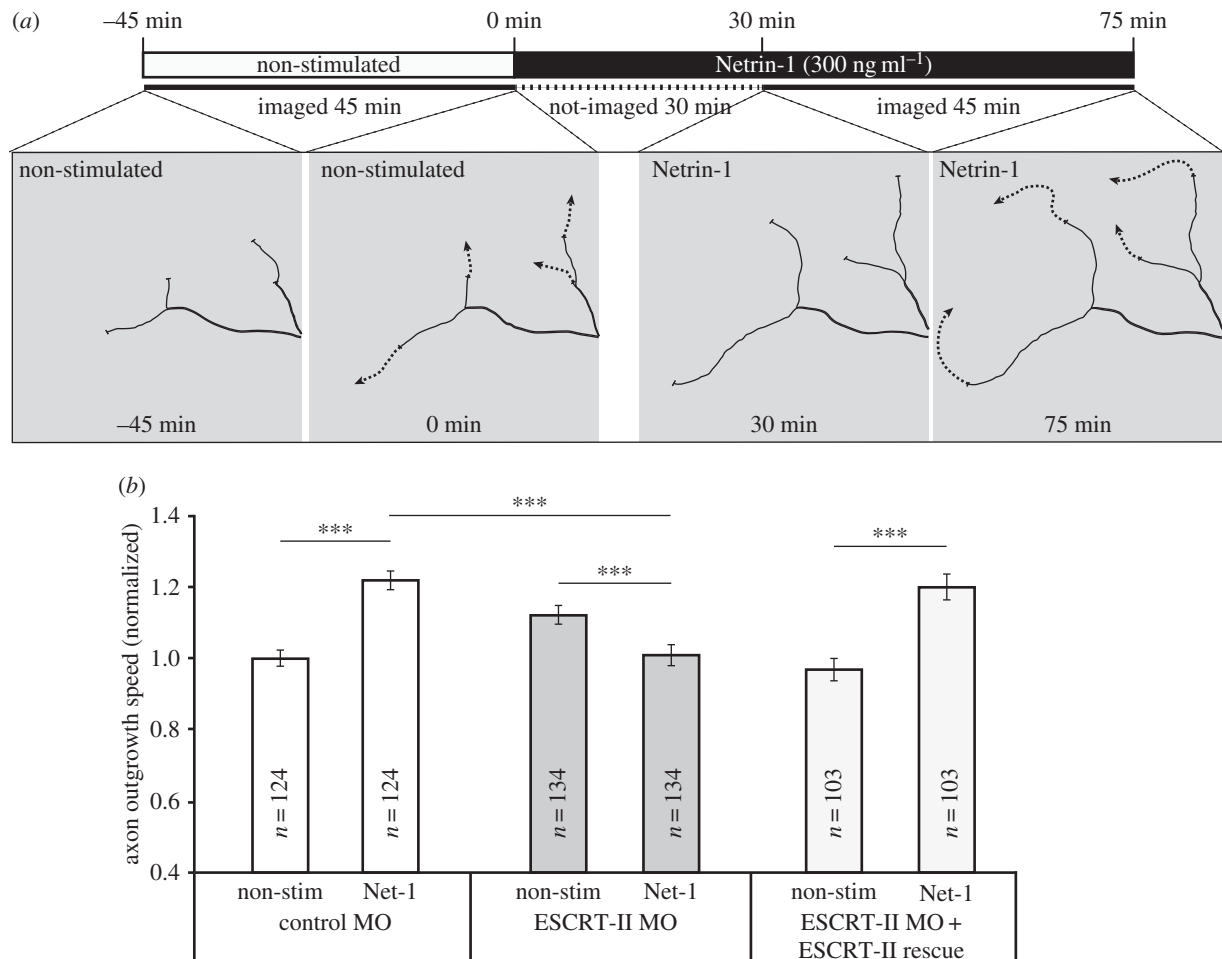 (a)
–45 min 0 min 30 min 75 min
non-stimulated Netrin-1 (300 ng ml–1)
imaged 45 min not-imaged 30 min imaged 45 min
non-stimulated non-stimulated Netrin-1 Netrin-1
–45 min 0 min 30 min 75 min
(b)
axon outgrowth speed (normalized)
1.4
1.2
1.0
0.8
0.6
0.4
*** *** *** ***
n = 124 n = 124 n = 134 n = 134 n = 103 n = 103
non-stim Net-1 non-stim Net-1 non-stim Net-1
control MO ESCRT-II MO ESCRT-II MO +
ESCRT-II rescue